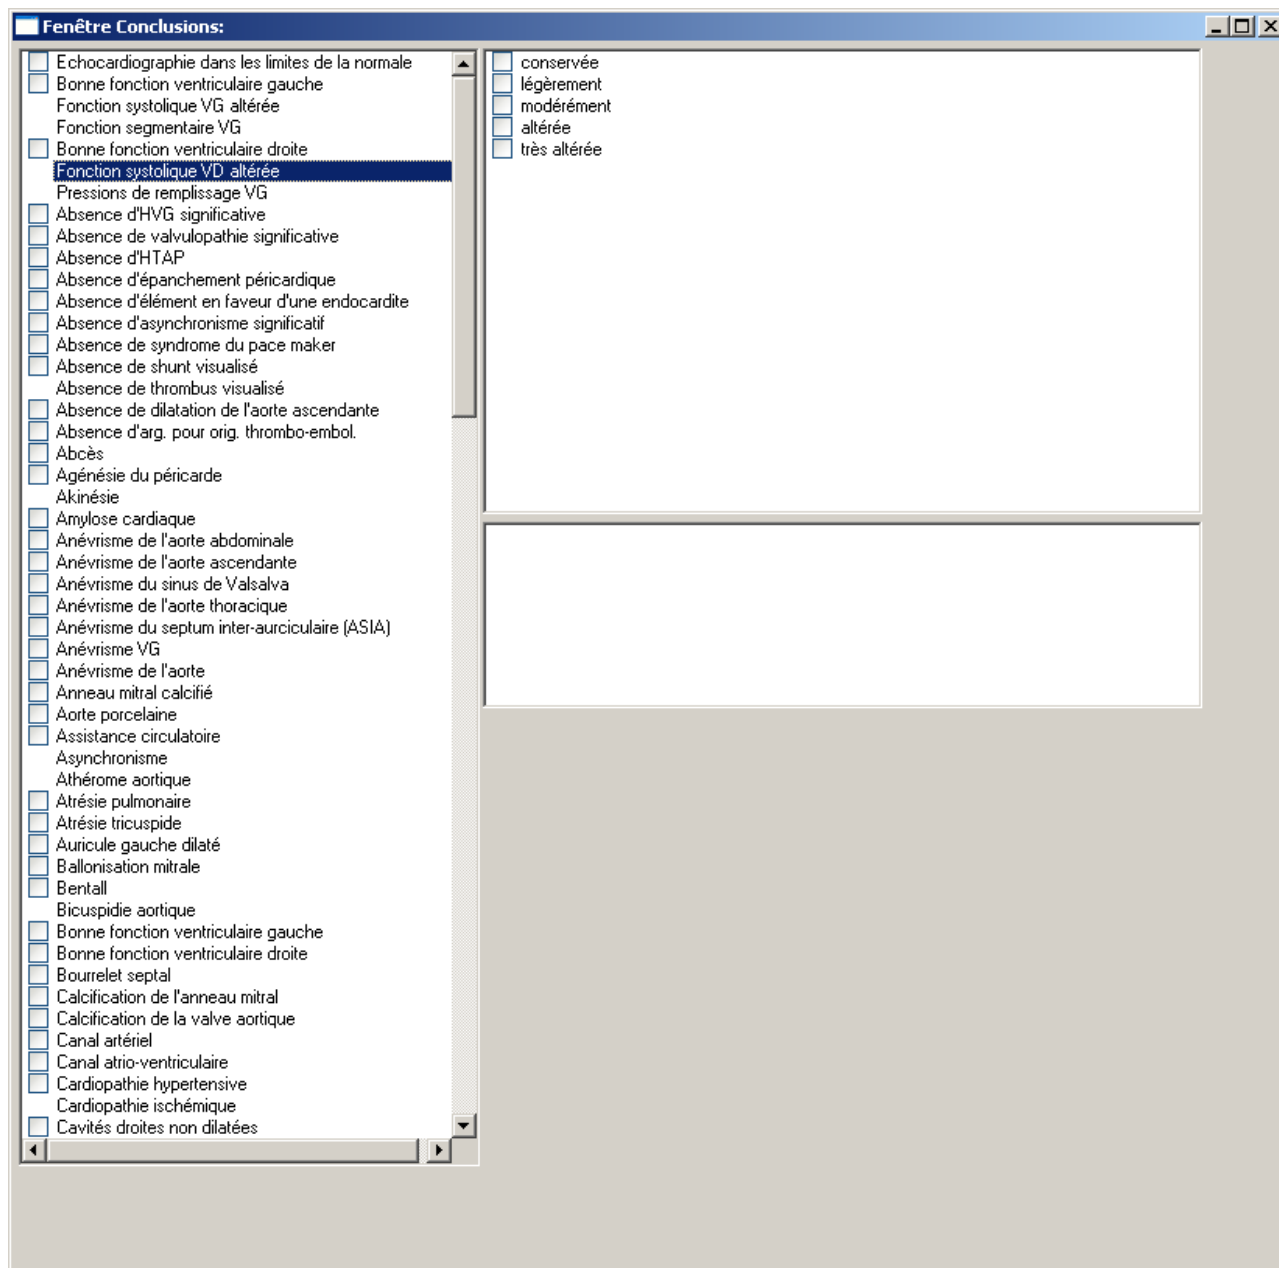 Fenêtre Conclusions:
Echocardiographie dans les limites de la normale
Bonne fonction ventriculaire gauche
Fonction systolique VG altérée
Fonction segmentaire VG
Bonne fonction ventriculaire droite
Fonction systolique VD altérée
Pressions de remplissage VG
Absence d'HVG significative
Absence de valvulopathie significative
Absence d'HTAP
Absence d'épanchement péricardique
Absence d'élément en faveur d'une endocardite
Absence d'asynchronisme significatif
Absence de syndrome du pace maker
Absence de shunt visualisé
Absence de thrombus visualisé
Absence de dilatation de l'aorte ascendante
Absence d'arg. pour orig. thrombo-embol.
Abcès
Agénésie du péricarde
Akinésie
Amylose cardiaque
Anévrisme de l'aorte abdominale
Anévrisme de l'aorte ascendante
Anévrisme du sinus de Valsalva
Anévrisme de l'aorte thoracique
Anévrisme du septum inter-aurciculaire (ASIA)
Anévrisme VG
Anévrisme de l'aorte
Anneau mitral calcifié
Aorte porcelaine
Assistance circulatoire
Asynchronisme
Athérome aortique
Atrésie pulmonaire
Atrésie tricuspide
Auricule gauche dilaté
Ballonisation mitrale
Bentall
Bicuspidie aortique
Bonne fonction ventriculaire gauche
Bonne fonction ventriculaire droite
Bourrelet septal
Calcification de l'anneau mitral
Calcification de la valve aortique
Canal artériel
Canal atrio-ventriculaire
Cardiopathie hypertensive
Cardiopathie ischémique
Cavités droites non dilatées
conservée
légèrement
modérément
altérée
très altérée